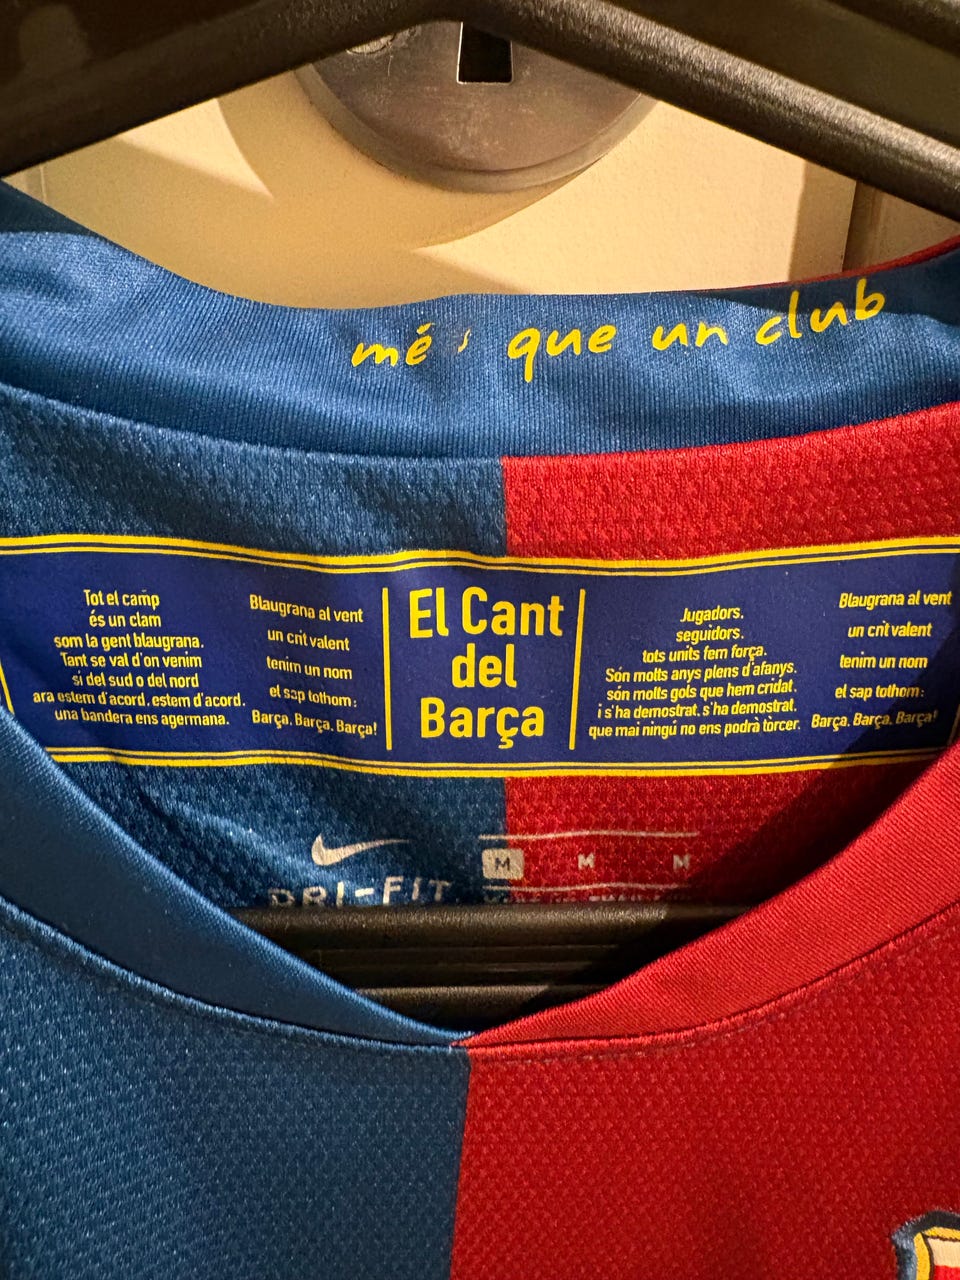 més que un club
Tot el camp
és un clam
som la gent blaugrana.
Tant se val d'on venim
si del sud o del nord
ara estem d'acord, estem d'acord,
una bandera ens agermana.
Blaugrana al vent
un crit valent
tenim un nom
el sap tothom:
Barça, Barça, Barça!
El Cant
del
Barça
Jugadors,
seguidors,
tots units fem força.
Són molts anys plens d'afanys,
són molts gols que hem cridat,
i s'ha demostrat, s'ha demostrat,
que mai ningú no ens podrà tòrcer.
Blaugrana al vent
un crit valent
tenim un nom
el sap tothom:
Barça, Barça, Barça!
DRI-FIT
M M M